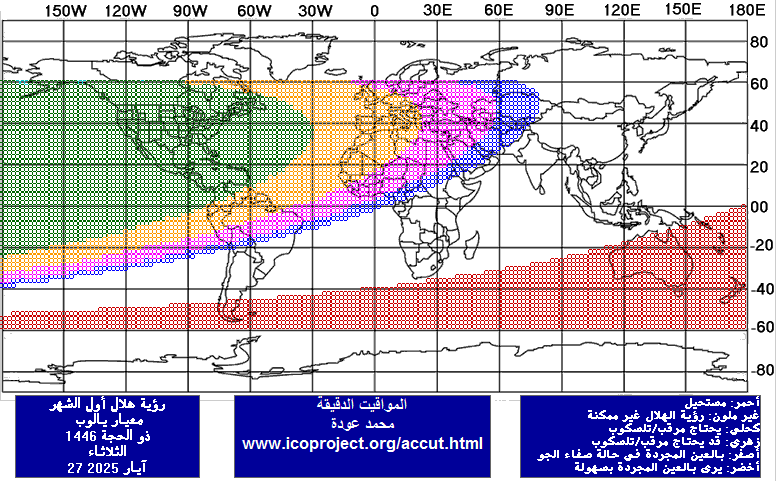 150W 120W 90W 60W 30W 0 30E 60E 90E 120E 150E 180E
80
60
40
20
00
-20
-40
-60
-80
رؤية هلال أول الشهر
معيار يالوب
ذو الحجة 1446
الثلاثاء
27 آيار 2025
المواقيت الدقيقة
محمد عودة
www.icoproject.org/accut.html
أحمر: مستحيل
غير ملون: رؤية الهلال غير ممكنة
كحلي: يحتاج مرقب/تلسكوب
زهري: قد يحتاج مرقب/تلسكوب
أصفر: بالعين المجردة في حالة صفاء الجو
أخضر: يرى بالعين المجردة بسهولة